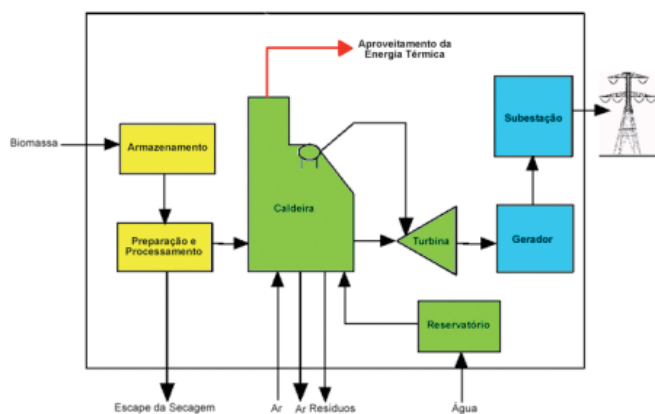 Aproveitamento da
Energia Térmica
Subestação
Biomassa
Armazenamento
Caldeira
Preparação e
Processamento
Turbina
Gerador
Reservatório
Escape da Secagem
Ar
Ar
Resíduos
Água